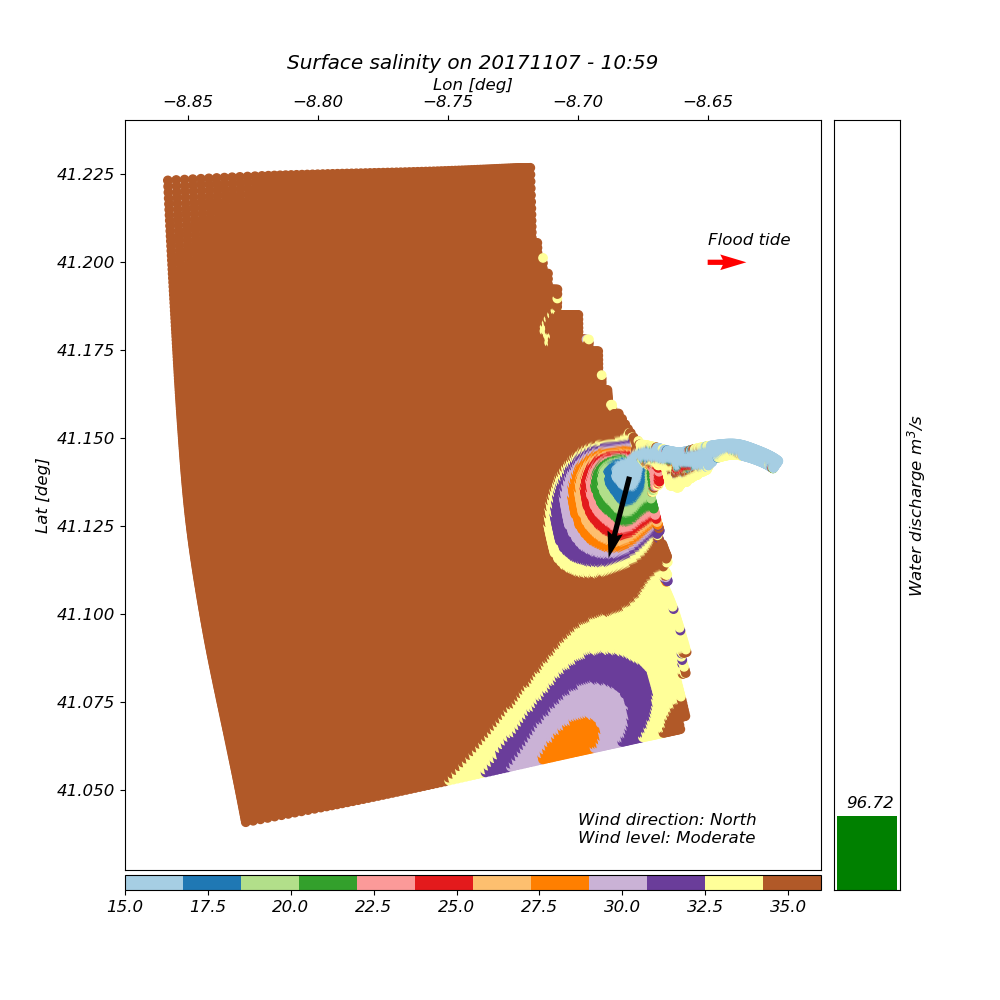 Surface salinity on 20171107 - 10:59
Lon [deg]
−8.85 −8.80 −8.75 −8.70 −8.65
41.225
41.200
41.175
41.150
41.125
41.100
41.075
41.050
Lat [deg]
Flood tide
Wind direction: North
Wind level: Moderate
15.0 17.5 20.0 22.5 25.0 27.5 30.0 32.5 35.0
96.72
Water discharge m³/s